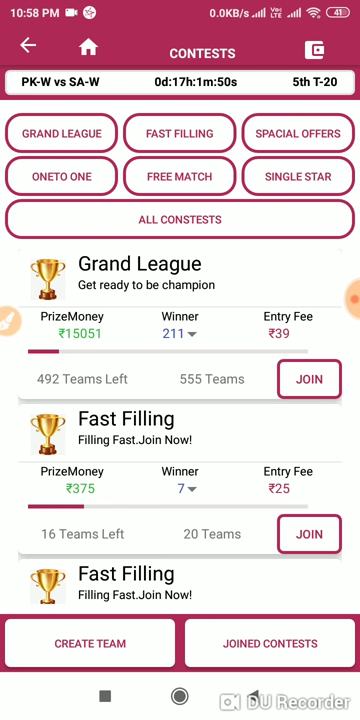 10:58 PM 0.0KB/s Vo LTE 41
CONTESTS
PK-W vs SA-W 0d:17h:1m:50s 5th T-20
GRAND LEAGUE FAST FILLING SPACIAL OFFERS
ONETO ONE FREE MATCH SINGLE STAR
ALL CONSTESTS
Grand League
Get ready to be champion
PrizeMoney Winner Entry Fee
₹15051 211 ₹39
492 Teams Left 555 Teams JOIN
Fast Filling
Filling Fast.Join Now!
PrizeMoney Winner Entry Fee
₹375 7 ₹25
16 Teams Left 20 Teams JOIN
Fast Filling
Filling Fast.Join Now!
CREATE TEAM JOINED CONTESTS
DU Recorder